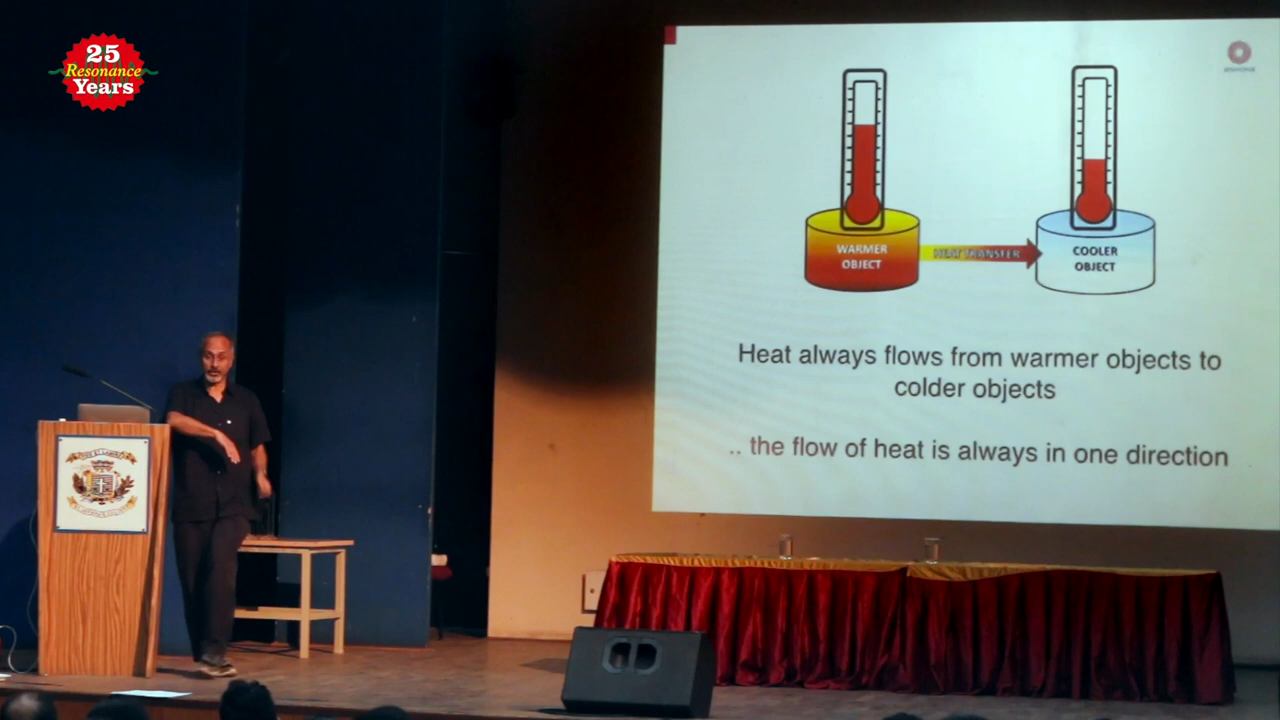 25
Resonance
Years
WARMER
OBJECT
HEAT TRANSFER
COOLER
OBJECT
Heat always flows from warmer objects to
colder objects
.. the flow of heat is always in one direction